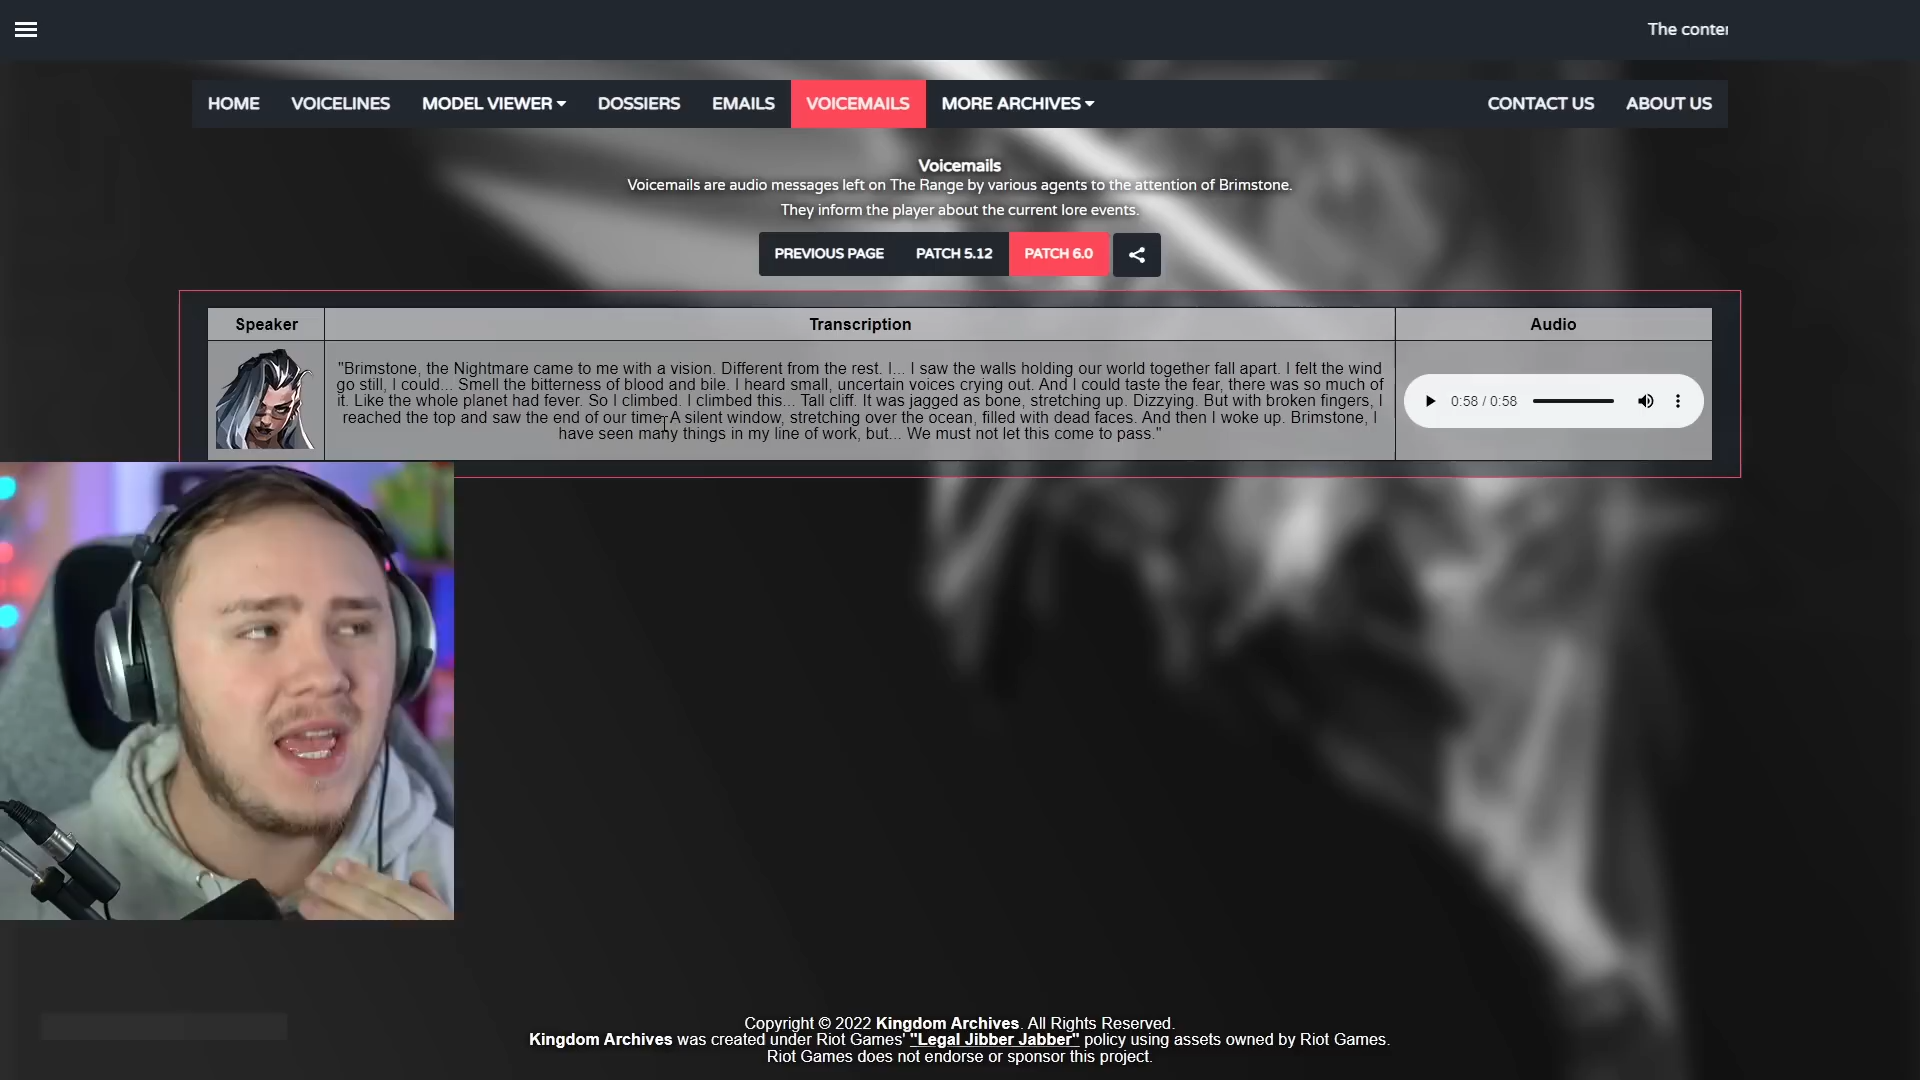 The conter
HOME VOICELINES MODEL VIEWER DOSSIERS EMAILS VOICEMAILS MORE ARCHIVES CONTACT US ABOUT US
Voicemails
Voicemails are audio messages left on The Range by various agents to the attention of Brimstone.
They inform the player about the current lore events.
PREVIOUS PAGE PATCH 5.12 PATCH 6.0
Speaker Transcription Audio
"Brimstone, the Nightmare came to me with a vision. Different from the rest. I... I saw the walls holding our world together fall apart. I felt the wind
go still, I could... Smell the bitterness of blood and bile. I heard small, uncertain voices crying out. And I could taste the fear, there was so much of
it. Like the whole planet had fever. So I climbed. I climbed this... Tall cliff. It was jagged as bone, stretching up. Dizzying. But with broken fingers, I
reached the top and saw the end of our time. A silent window, stretching over the ocean, filled with dead faces. And then I woke up. Brimstone, I
have seen many things in my line of work, but... We must not let this come to pass."
0:58 / 0:58
Copyright © 2022 Kingdom Archives. All Rights Reserved.
Kingdom Archives was created under Riot Games' "Legal Jibber Jabber" policy using assets owned by Riot Games.
Riot Games does not endorse or sponsor this project.